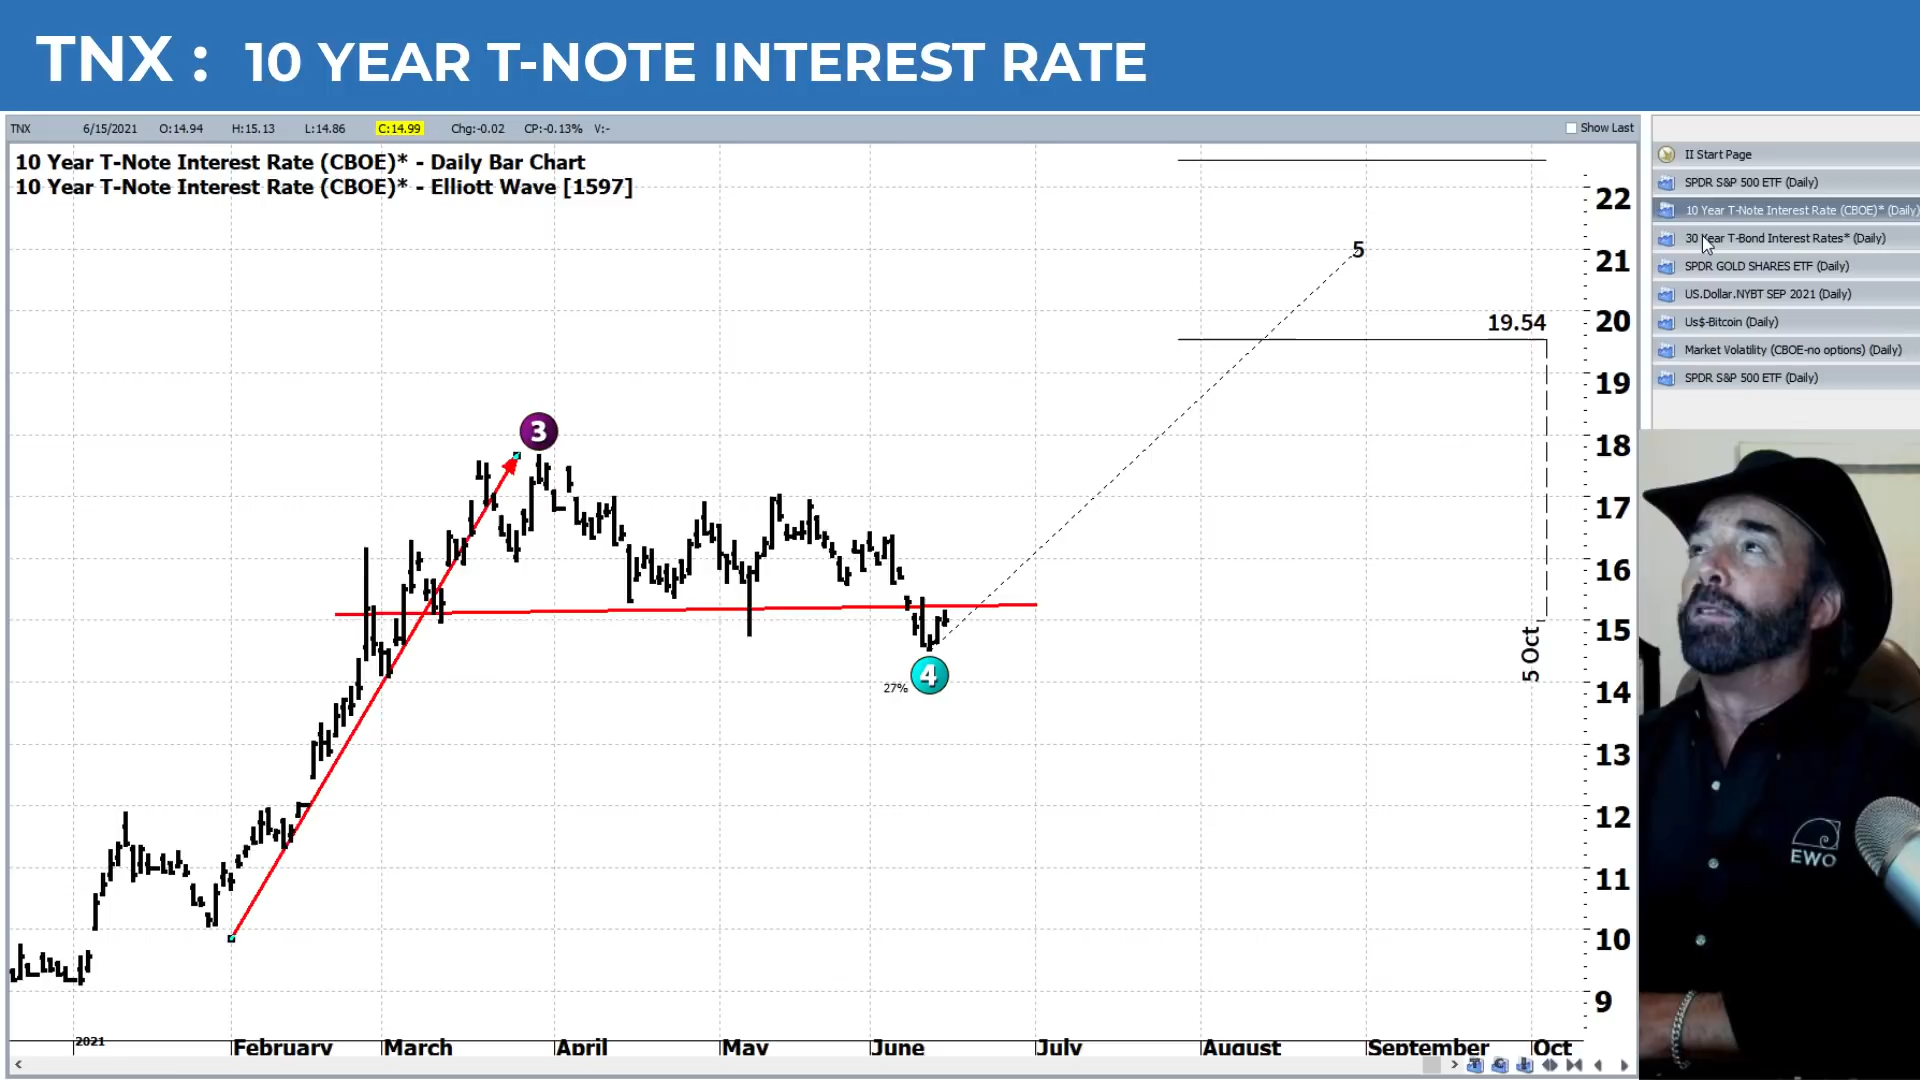 TNX : 10 YEAR T-NOTE INTEREST RATE
TNX 6/15/2021 O:14.94 H:15.13 L:14.86 C:14.99 Chg:-0.02 CP:-0.13% V:- Show Last
10 Year T-Note Interest Rate (CBOE)* - Daily Bar Chart
10 Year T-Note Interest Rate (CBOE)* - Elliott Wave [1597]
II Start Page
SPDR S&P 500 ETF (Daily)
10 Year T-Note Interest Rate (CBOE)* (Daily)
30 Year T-Bond Interest Rates* (Daily)
SPDR GOLD SHARES ETF (Daily)
US.Dollar.NYBT SEP 2021 (Daily)
Us$-Bitcoin (Daily)
Market Volatility (CBOE-no options) (Daily)
SPDR S&P 500 ETF (Daily)
22
5
21
19.54
20
19
3
18
17
16
15
5 Oct
4
27%
14
13
12
11
10
9
EWO
2021
February March April May June July August September Oct